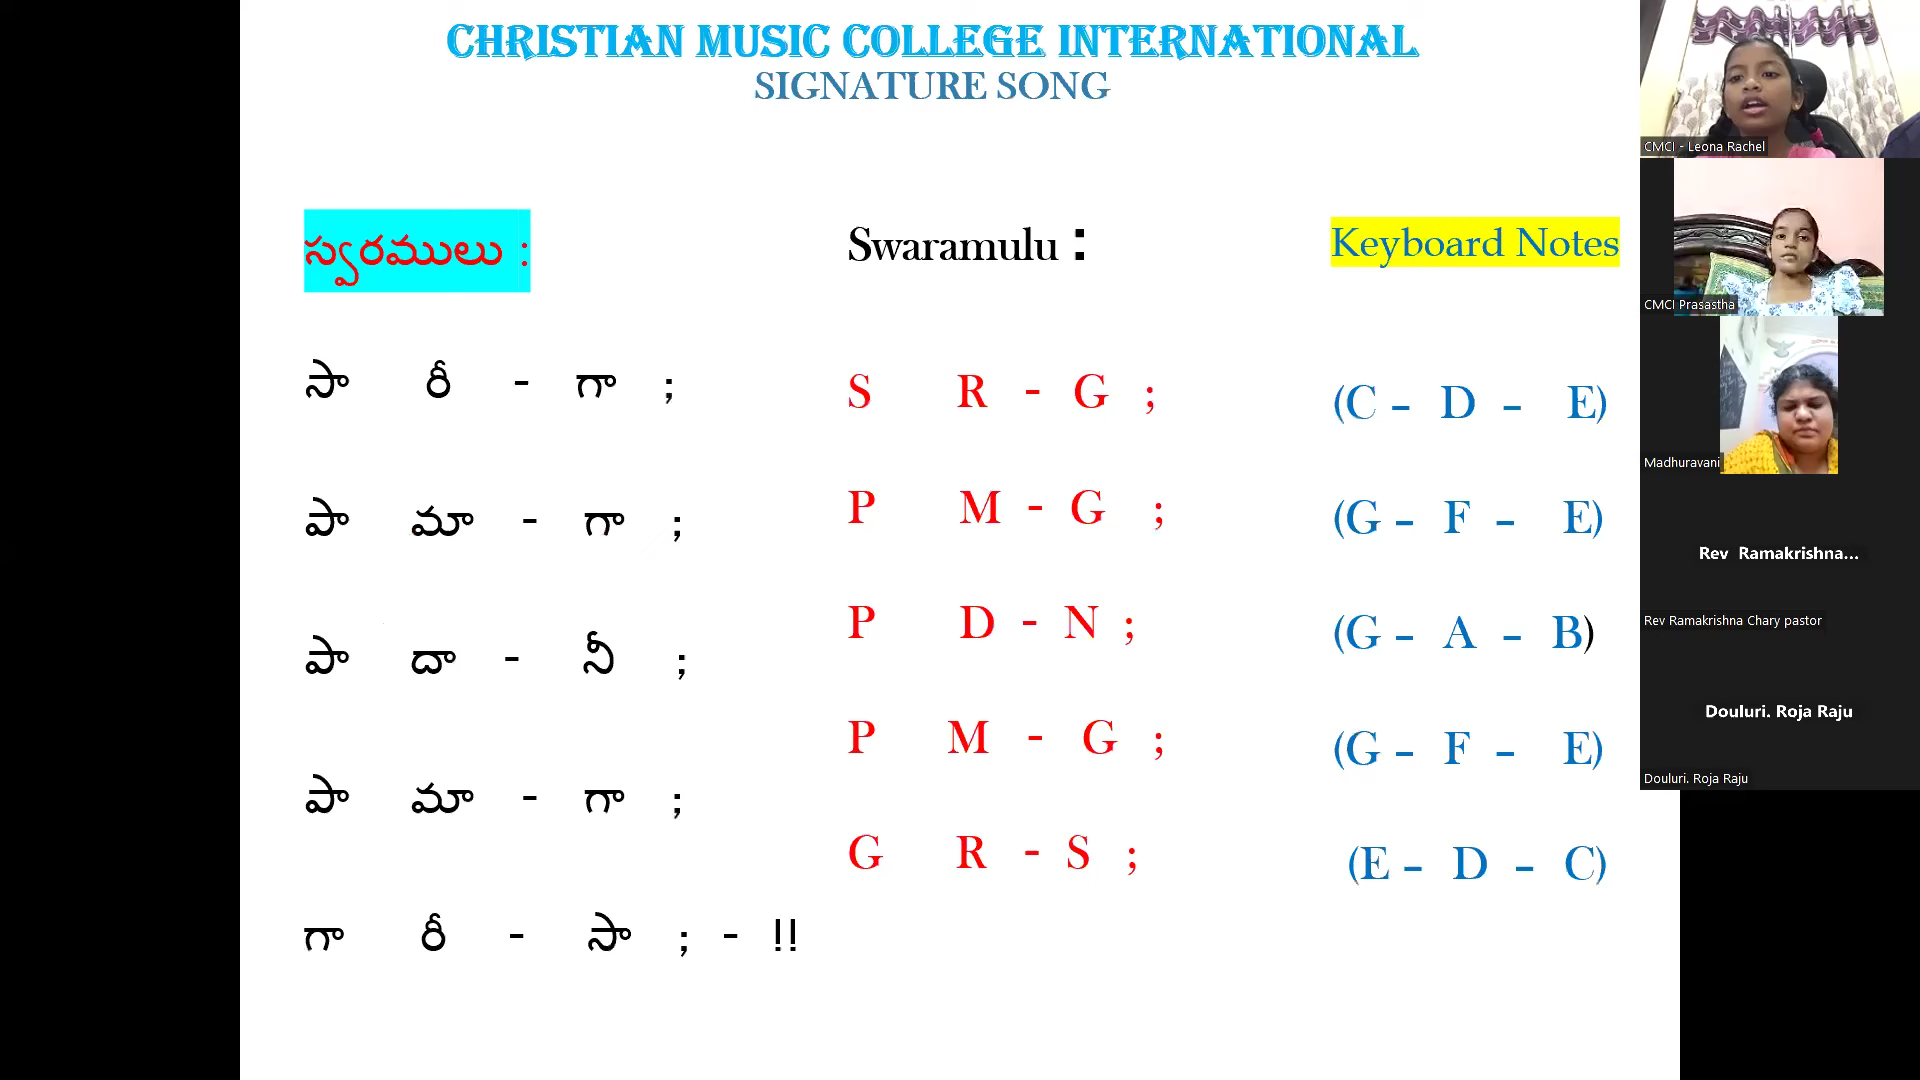 CHRISTIAN MUSIC COLLEGE INTERNATIONAL
SIGNATURE SONG
స్వరములు :
సా రీ - గా ;
పా మా - గా ;
పా దా - నీ ;
పా మా - గా ;
గా రీ - సా ; - !!
Swaramulu :
S R - G ;
P M - G ;
P D - N ;
P M - G ;
G R - S ;
Keyboard Notes
(C – D – E)
(G – F – E)
(G – A – B)
(G – F – E)
(E – D – C)
CMCI - Leona Rachel
CMCI Prasastha
Madhuravani
Rev Ramakrishna...
Rev Ramakrishna Chary pastor
Douluri. Roja Raju
Douluri. Roja Raju